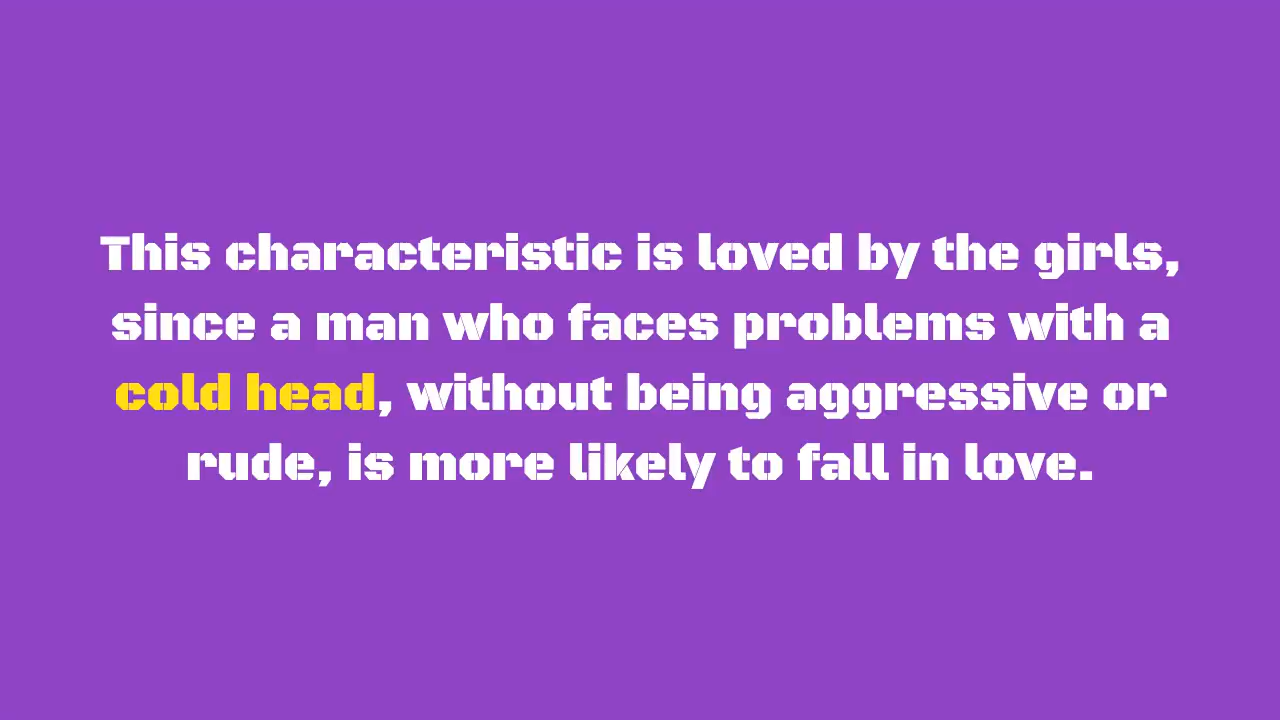 This characteristic is loved by the girls,
since a man who faces problems with a
cold head, without being aggressive or
rude, is more likely to fall in love.